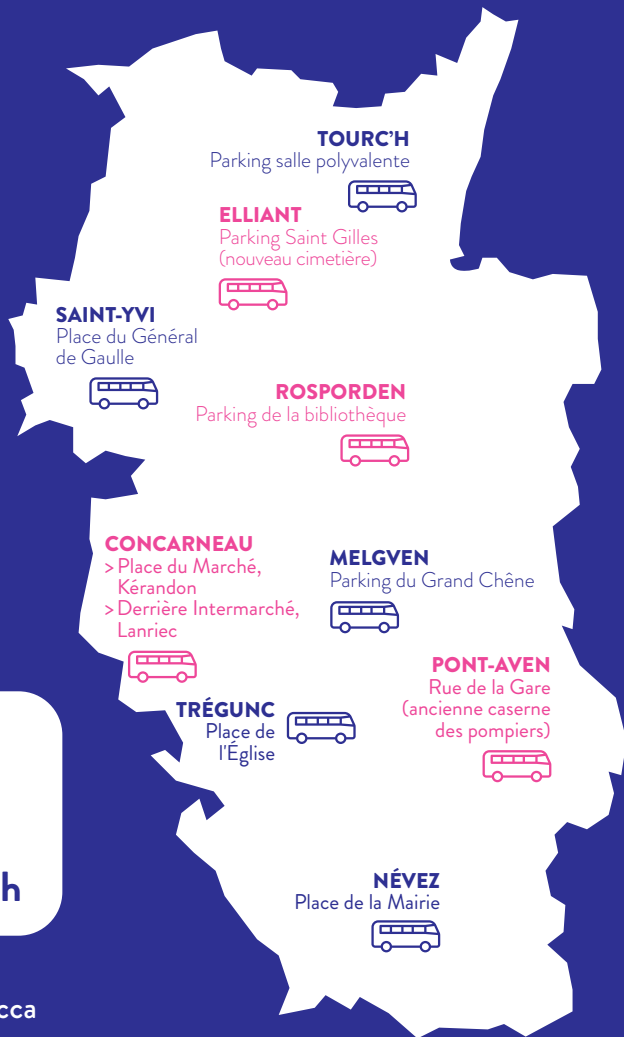 TOURC'H
Parking salle polyvalente
ELLIANT
Parking Saint Gilles
(nouveau cimetière)
SAINT-YVI
Place du Général
de Gaulle
ROSPORDEN
Parking de la bibliothèque
CONCARNEAU
> Place du Marché,
Kérandon
> Derrière Intermarché,
Lanriec
MELGVEN
Parking du Grand Chêne
PONT-AVEN
Rue de la Gare
(ancienne caserne
des pompiers)
TRÉGUNC
Place de
l'Église
NÉVEZ
Place de la Mairie
h
cca